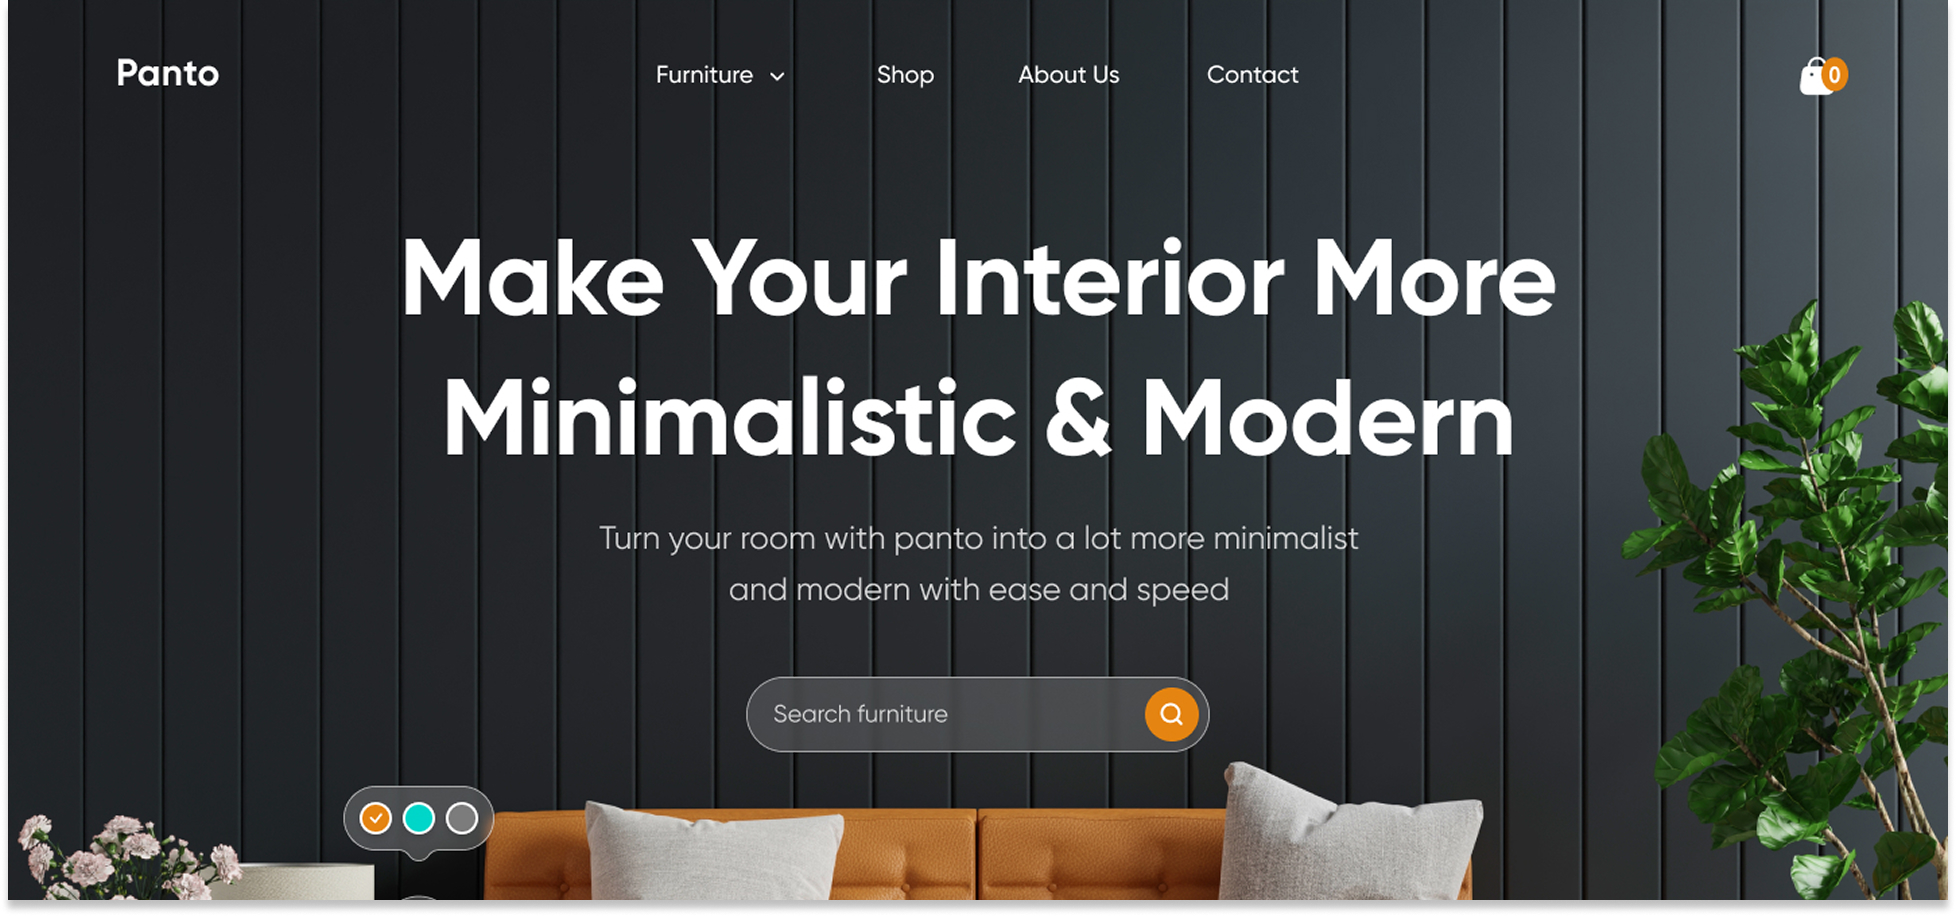 Panto
Furniture
Shop
About Us
Contact
0
Make Your Interior More
Minimalistic & Modern
Turn your room with panto into a lot more minimalist
and modern with ease and speed
Search furniture